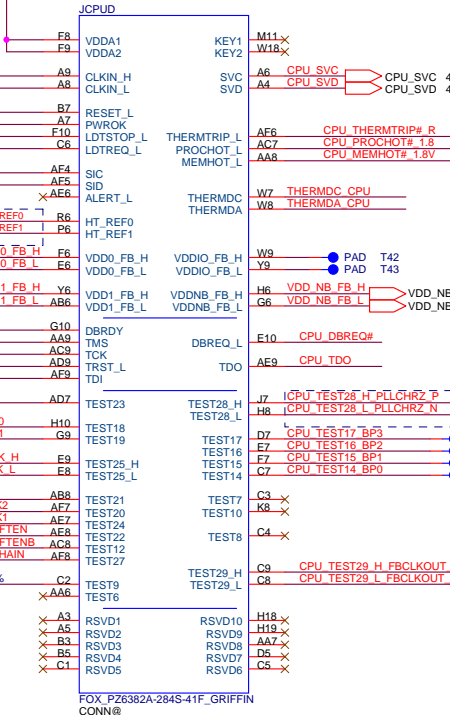 JCPUD
F8 VDDA1 KEY1 M11
F9 VDDA2 KEY2 W18
A9 CLKIN_H SVC A6 CPU_SVC CPU_SVC 4
A8 CLKIN_L SVD A4 CPU_SVD CPU_SVD 4
B7 RESET_L
A7 PWROK
F10 LDTSTOP_L THERMTRIP_L AF6 CPU_THERMTRIP#_R
C6 LDTREQ_L PROCHOT_L AC7 CPU_PROCHOT#_1.8
MEMHOT_L AA8 CPU_MEMHOT#_1.8V
AF4 SIC
AF5 SID
AE6 ALERT_L THERMDC W7 THERMDC_CPU
THERMDA W8 THERMDA_CPU
REF0 R6 HT_REF0
REF1 P6 HT_REF1
0_FB_H F6 VDD0_FB_H VDDIO_FB_H W9 PAD T42
0_FB_L E6 VDD0_FB_L VDDIO_FB_L Y9 PAD T43
1_FB_H Y6 VDD1_FB_H VDDNB_FB_H H6 VDD_NB_FB_H VDD_NB
1_FB_L AB6 VDD1_FB_L VDDNB_FB_L G6 VDD_NB_FB_L VDD_NB
G10 DBRDY
AA9 TMS DBREQ_L E10 CPU_DBREQ#
AC9 TCK
AD9 TRST_L TDO AE9 CPU_TDO
AF9 TDI
AD7 TEST23 TEST28_H J7 CPU_TEST28_H_PLLCHRZ_P
TEST28_L H8 CPU_TEST28_L_PLLCHRZ_N
H10 TEST18
G9 TEST19 TEST17 D7 CPU_TEST17_BP3
TEST16 E7 CPU_TEST16_BP2
K_H E9 TEST25_H TEST15 F7 CPU_TEST15_BP1
K_L E8 TEST25_L TEST14 C7 CPU_TEST14_BP0
AB8 TEST21 TEST7 C3
K2 AF7 TEST20 TEST10 K8
K1 AE7 TEST24
FTEN AE8 TEST22 TEST8 C4
FTENB AC8 TEST12
HAIN AF8 TEST27
TEST29_H C9 CPU_TEST29_H_FBCLKOUT
% C2 TEST9 TEST29_L C8 CPU_TEST29_L_FBCLKOUT
AA6 TEST6
A3 RSVD1 RSVD10 H18
A5 RSVD2 RSVD9 H19
B3 RSVD3 RSVD8 AA7
B5 RSVD4 RSVD7 D5
C1 RSVD5 RSVD6 C5
FOX_PZ6382A-284S-41F_GRIFFIN
CONN@